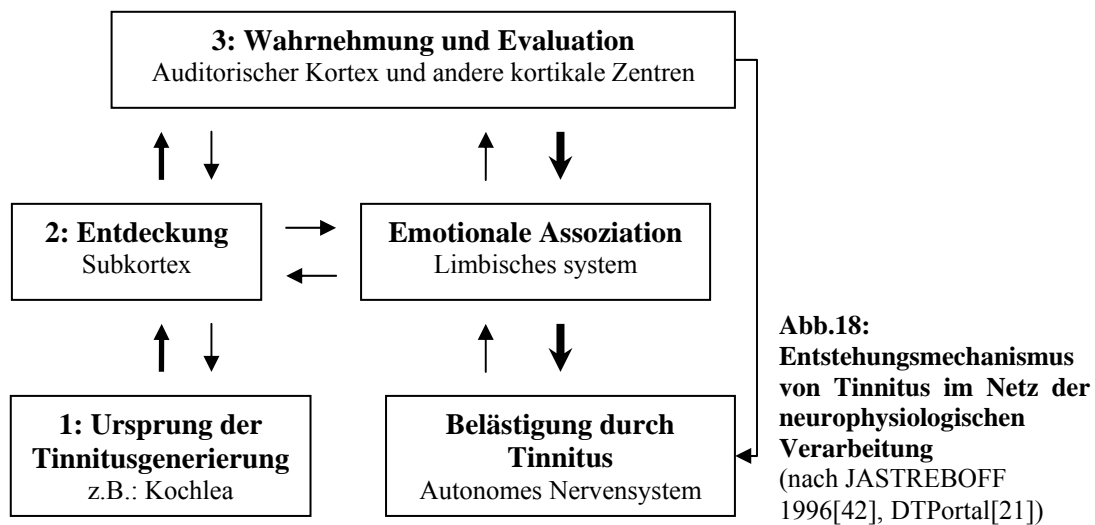 3: Wahrnehmung und Evaluation
Auditorischer Kortex und andere kortikale Zentren
2: Entdeckung
Subkortex
Emotionale Assoziation
Limbisches system
1: Ursprung der
Tinnitusgenerierung
z.B.: Kochlea
Belästigung durch
Tinnitus
Autonomes Nervensystem
Abb.18:
Entstehungsmechanismus
von Tinnitus im Netz der
neurophysiologischen
Verarbeitung
(nach JASTREBOFF
1996[42], DTPortal[21])